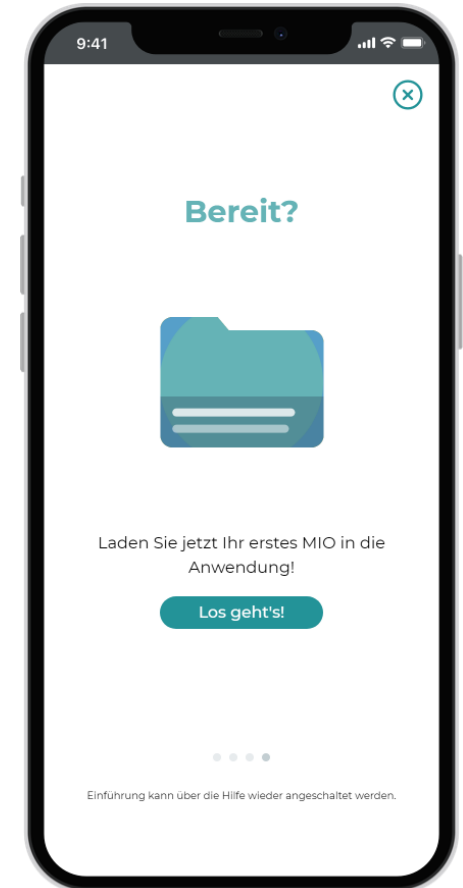 9:41
Bereit?
Laden Sie jetzt Ihr erstes MIO in die
Anwendung!
Los geht's!
Einführung kann über die Hilfe wieder angeschaltet werden.